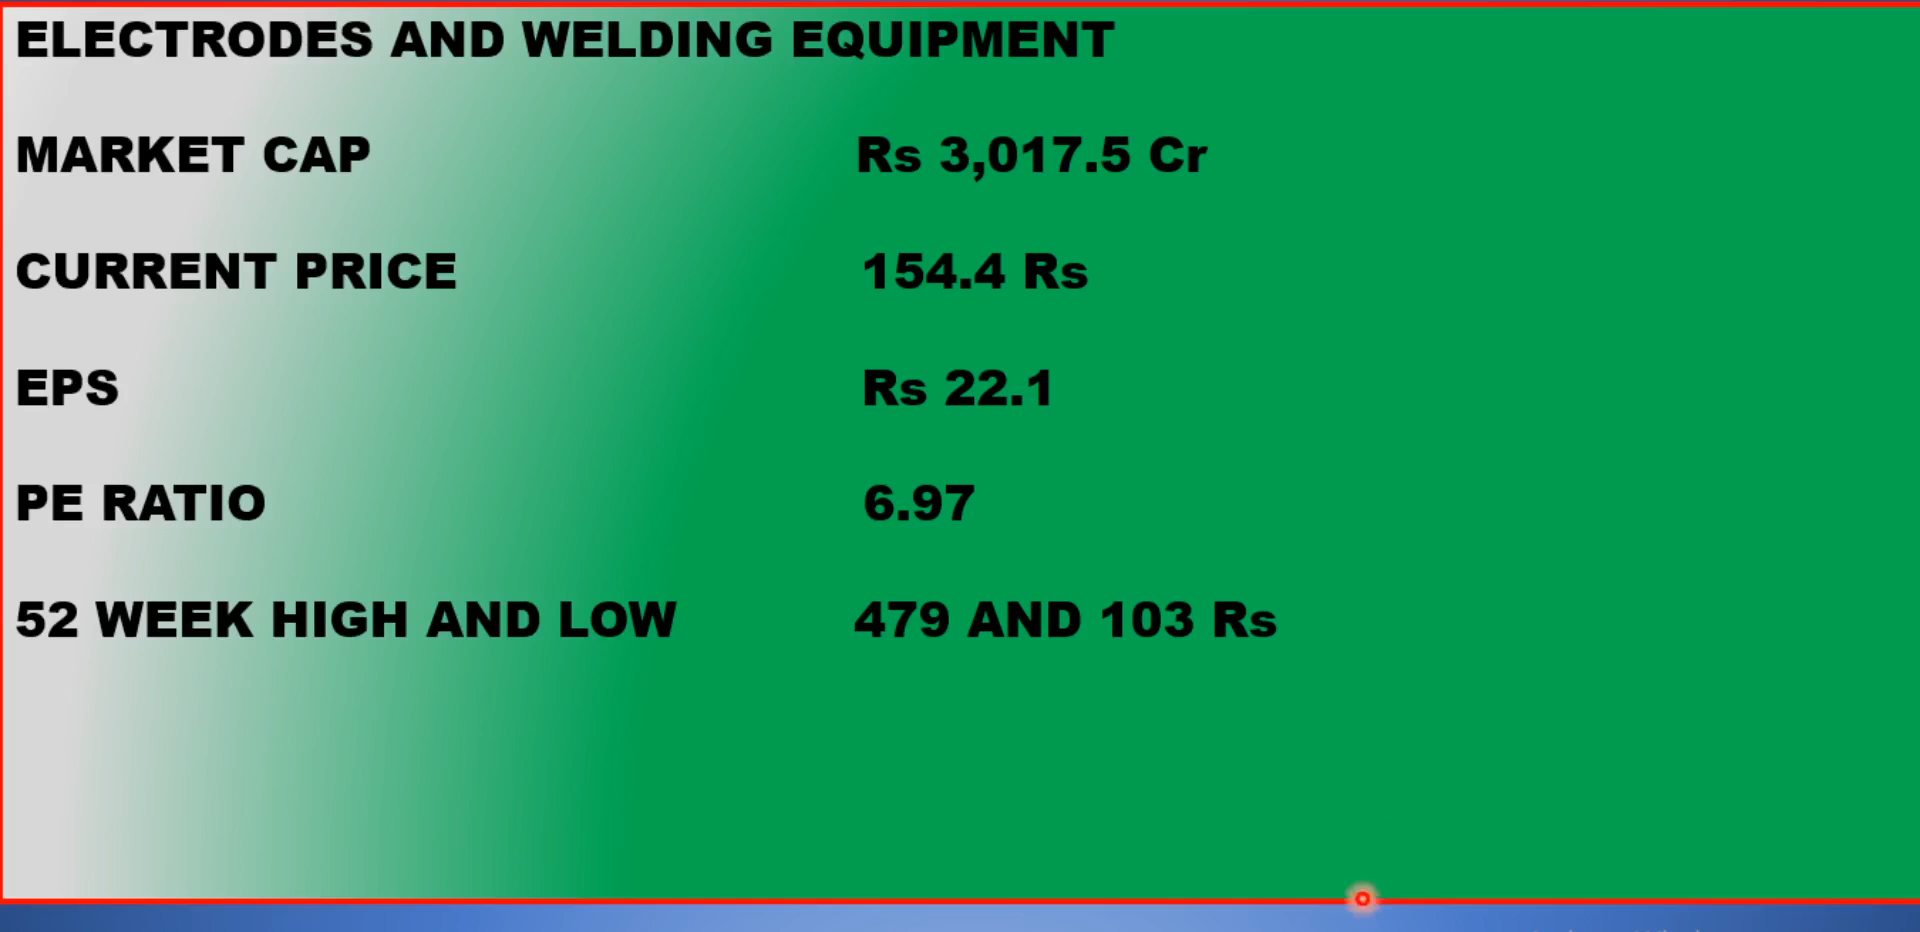 ELECTRODES AND WELDING EQUIPMENT
MARKET CAP Rs 3,017.5 Cr
CURRENT PRICE 154.4 Rs
EPS Rs 22.1
PE RATIO 6.97
52 WEEK HIGH AND LOW 479 AND 103 Rs